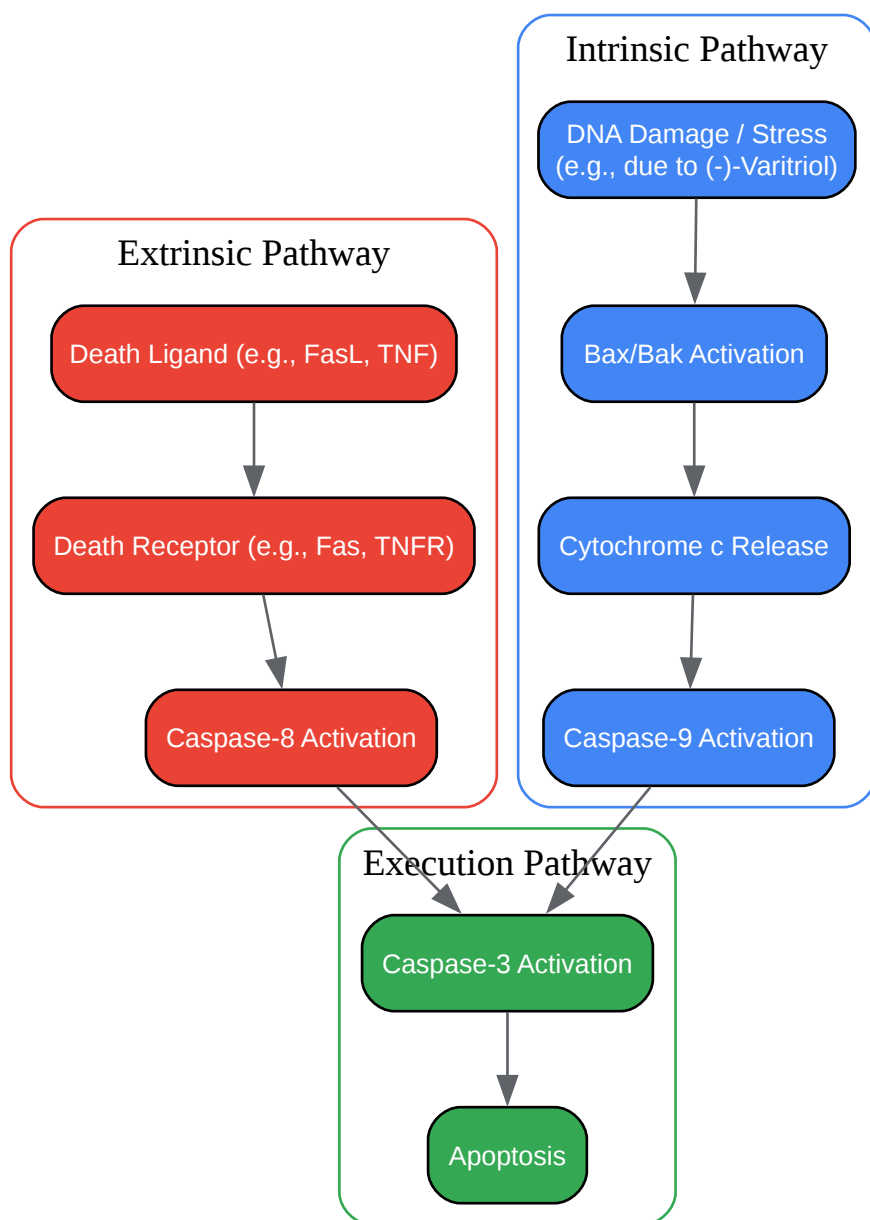 Intrinsic Pathway
DNA Damage / Stress
(e.g., due to (-)-Varitriol)
Extrinsic Pathway
Death Ligand (e.g., FasL, TNF)
Bax/Bak Activation
Death Receptor (e.g., Fas, TNFR)
Cytochrome c Release
Caspase-8 Activation
Caspase-9 Activation
Execution Pathway
Caspase-3 Activation
Apoptosis